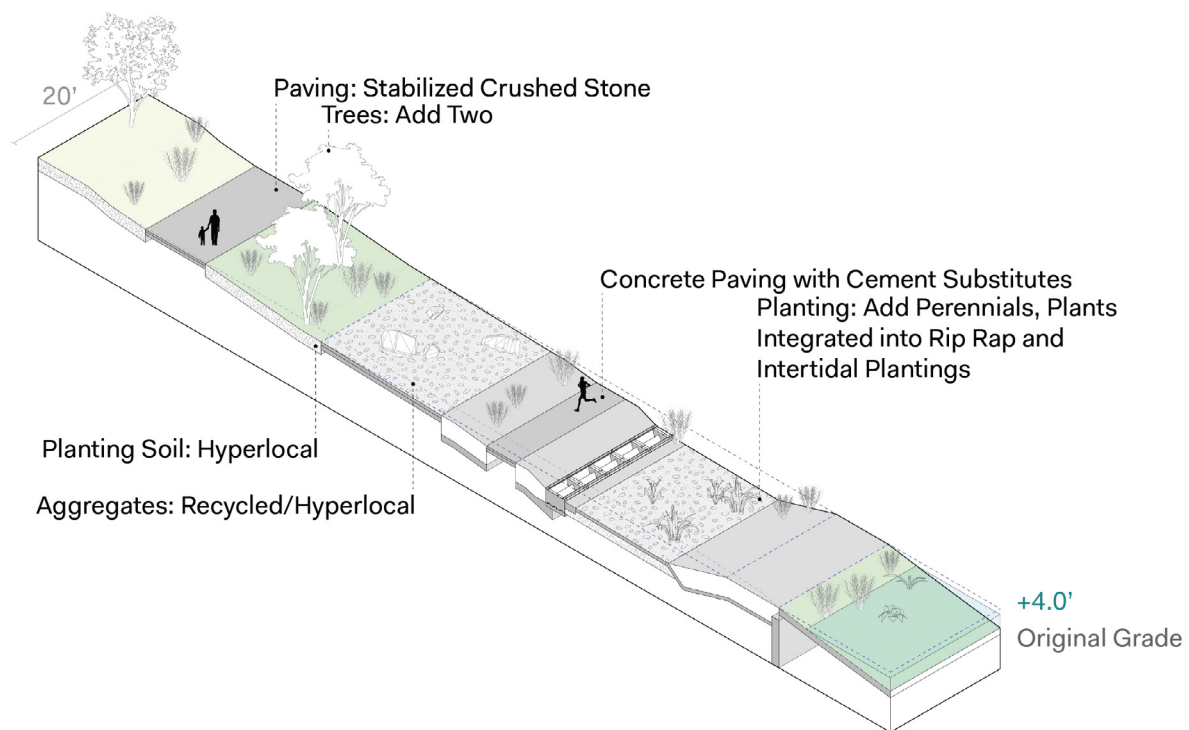 20’
Paving: Stabilized Crushed Stone
Trees: Add Two
Concrete Paving with Cement Substitutes
Planting: Add Perennials, Plants
Integrated into Rip Rap and
Intertidal Plantings
Planting Soil: Hyperlocal
Aggregates: Recycled/Hyperlocal
+4.0’
Original Grade